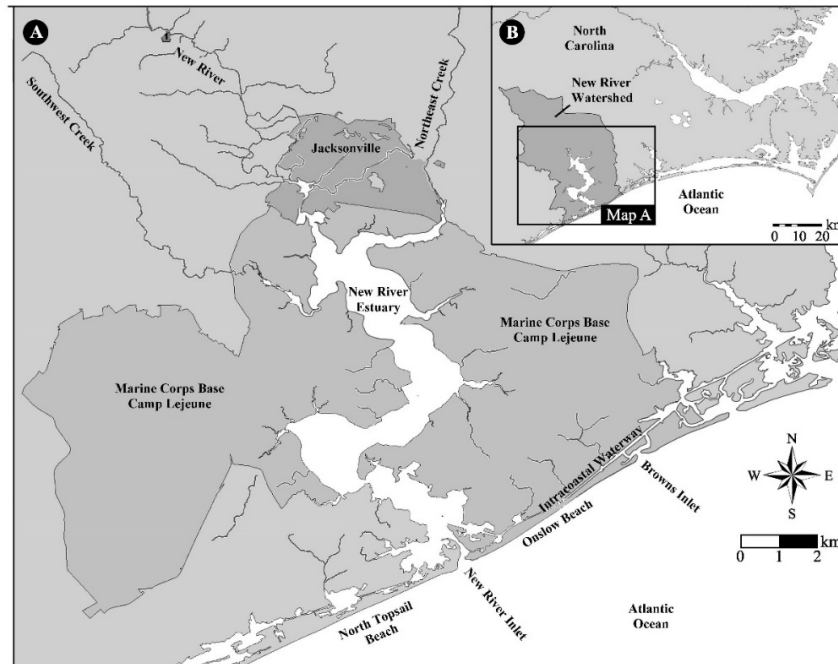 A
New River
Southwest Creek
Northeast Creek
Jacksonville
New River
Estuary
Marine Corps Base
Camp Lejeune
Marine Corps Base
Camp Lejeune
Intracoastal Waterway
Onslow Beach
Browns Inlet
New River Inlet
North Topsail
Beach
Atlantic
Ocean
N
W E
S
km
0 1 2
B
North
Carolina
New River
Watershed
Atlantic
Ocean
Map A
km
0 10 20